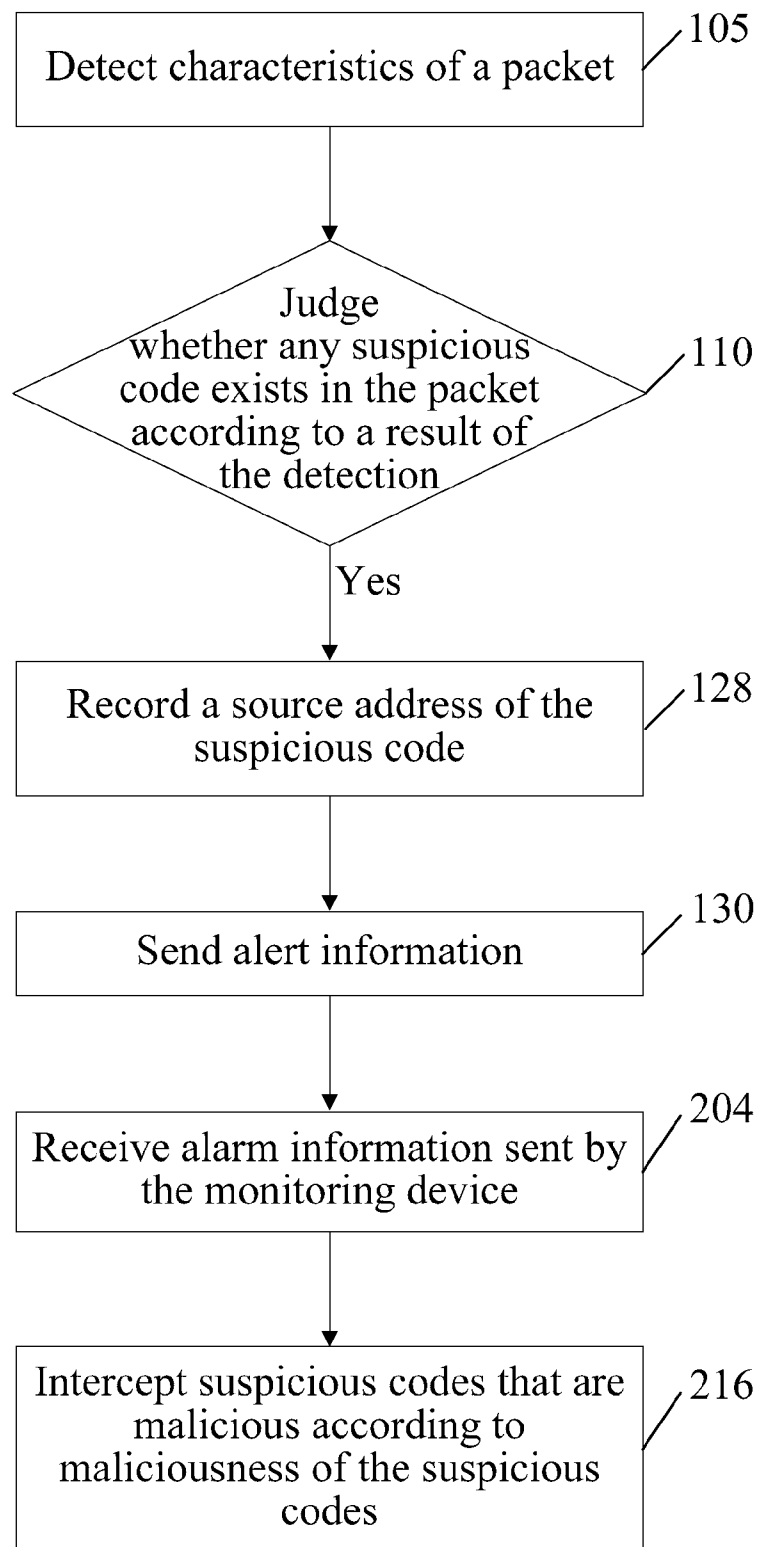 105
Detect characteristics of a packet
Judge
whether any suspicious
code exists in the packet
according to a result of
the detection
110
Yes
128
Record a source address of the
suspicious code
130
Send alert information
204
Receive alarm information sent by
the monitoring device
216
Intercept suspicious codes that are
malicious according to
maliciousness of the suspicious
codes